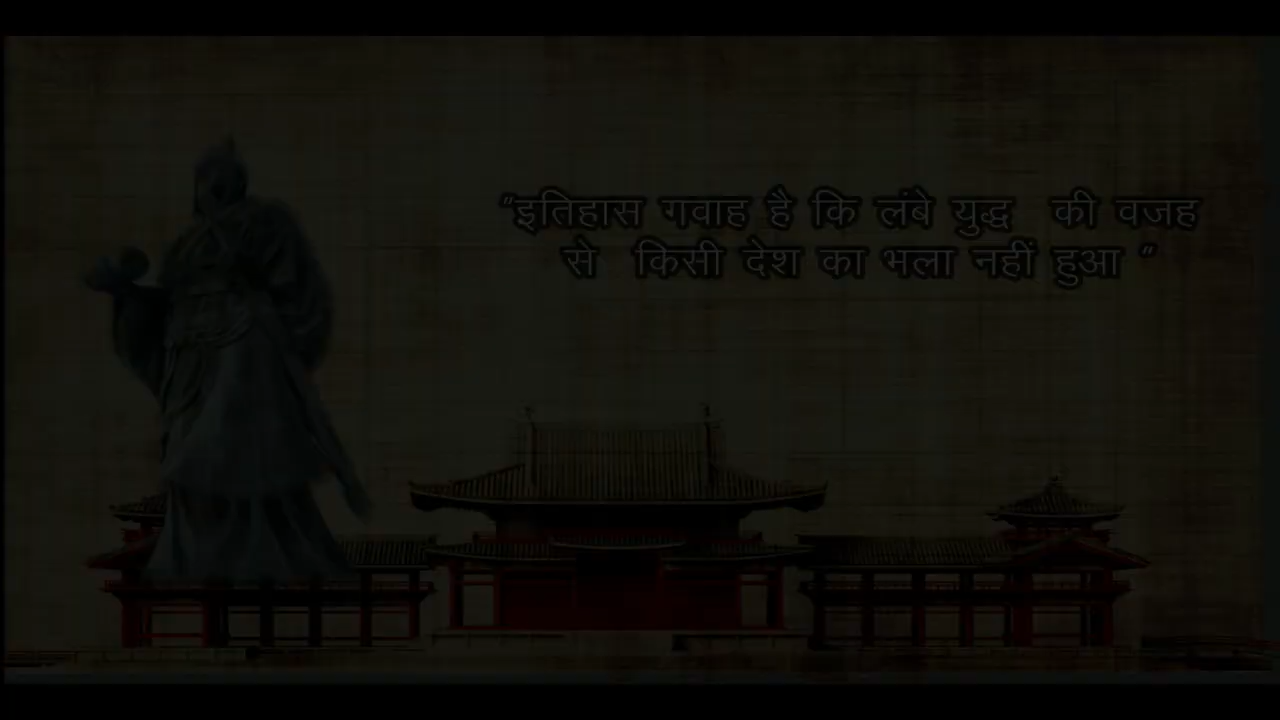 "इतिहास गवाह है कि लंबे युद्ध की वजह
से किसी देश का भला नहीं हुआ "